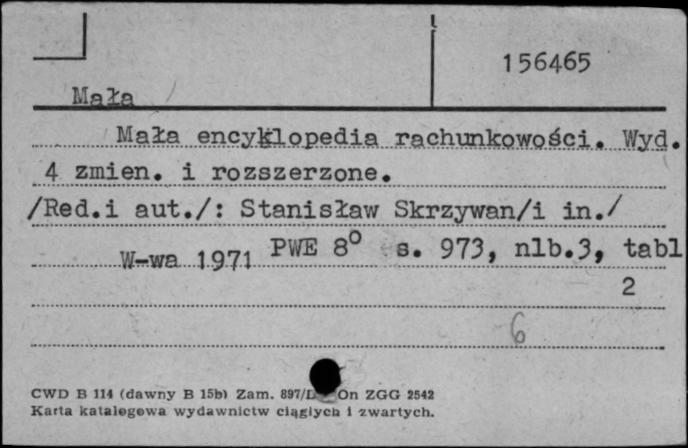 156465
Mała
Mała encyklopedia rachunkowości. Wyd.
4 zmien. i rozszerzone.
/Red.i aut./: Stanisław Skrzywan/i in./
W-wa 1971 PWE 8° s. 973, nlb.3, tabl
2
6
CWD B 114 (dawny B 15b) Zam. 897/D On ZGG 2542
Karta katalogowa wydawnictw ciągłych i zwartych.